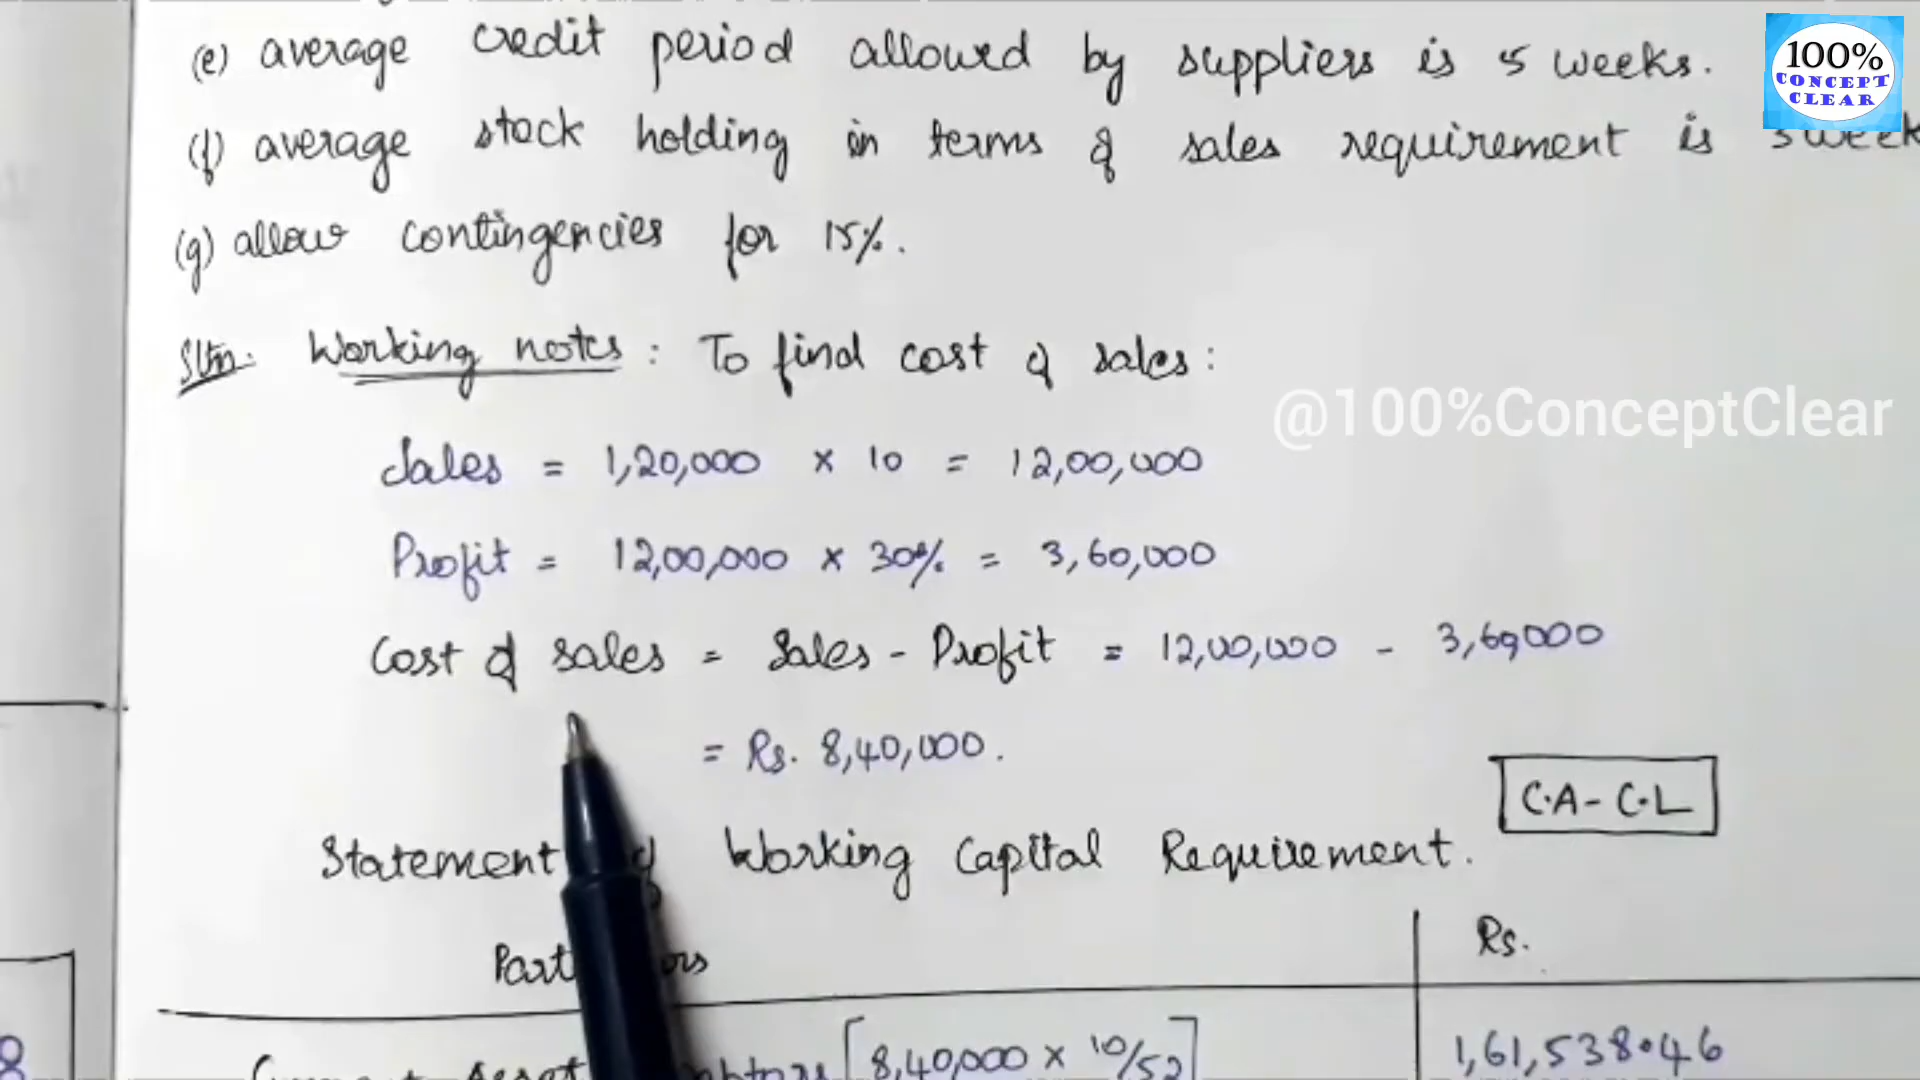 (e) average credit period allowed by suppliers is 5 weeks.
(f) average stock holding in terms of sales requirement is 3 week
(g) allow contingencies for 15%.
Sltn. Working notes : To find cost of sales :
Sales = 1,20,000 × 10 = 12,00,000
Profit = 12,00,000 × 30% = 3,60,000
Cost of sales = Sales - Profit = 12,00,000 - 3,60,000
= Rs. 8,40,000.
C.A - C.L
Statement Working Capital Requirement.
Rs.
[8,40,000 × 10/52] 1,61,538.46
8
100%
CONCEPT
CLEAR
@100%ConceptClear